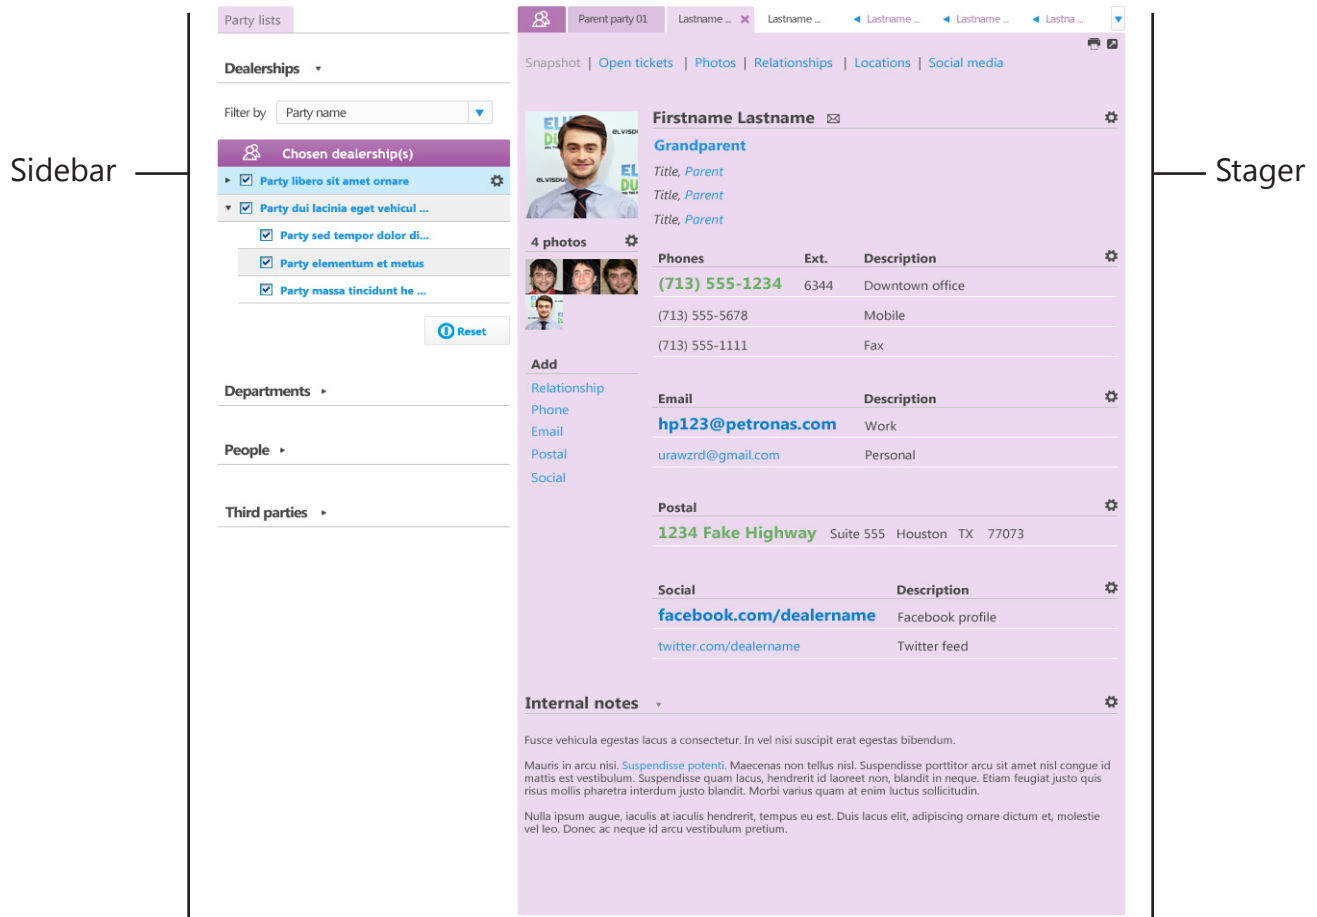 Sidebar
Stager
Party lists
Dealerships
Filter by Party name
Chosen dealership(s)
Party libero sit amet ornare
Party dui lacinia eget vehicul ...
Party sed tempor dolor di...
Party elementum et metus
Party massa tincidunt he ...
Reset
Departments
People
Third parties
Parent party 01 Lastname ... Lastname ... Lastname ... Lastname ... Lastna ...
Snapshot | Open tickets | Photos | Relationships | Locations | Social media
ELVISDU
ELVISDU
4 photos
Add
Relationship
Phone
Email
Postal
Social
Firstname Lastname
Grandparent
Title, Parent
Title, Parent
Title, Parent
Phones Ext. Description
(713) 555-1234 6344 Downtown office
(713) 555-5678 Mobile
(713) 555-1111 Fax
Email Description
hp123@petronas.com Work
urawzrd@gmail.com Personal
Postal
1234 Fake Highway Suite 555 Houston TX 77073
Social Description
facebook.com/dealername Facebook profile
twitter.com/dealername Twitter feed
Internal notes
Fusce vehicula egestas lacus a consectetur. In vel nisi suscipit erat egestas bibendum.
Mauris in arcu nisi. Suspendisse potenti. Maecenas non tellus nisl. Suspendisse porttitor arcu sit amet nisl congue id
mattis est vestibulum. Suspendisse quam lacus, hendrerit id laoreet non, blandit in neque. Etiam feugiat justo quis
risus mollis pharetra interdum justo blandit. Morbi varius quam at enim luctus sollicitudin.
Nulla ipsum augue, iaculis at iaculis hendrerit, tempus eu est. Duis lacus elit, adipiscing ornare dictum et, molestie
vel leo. Donec ac neque id arcu vestibulum pretium.